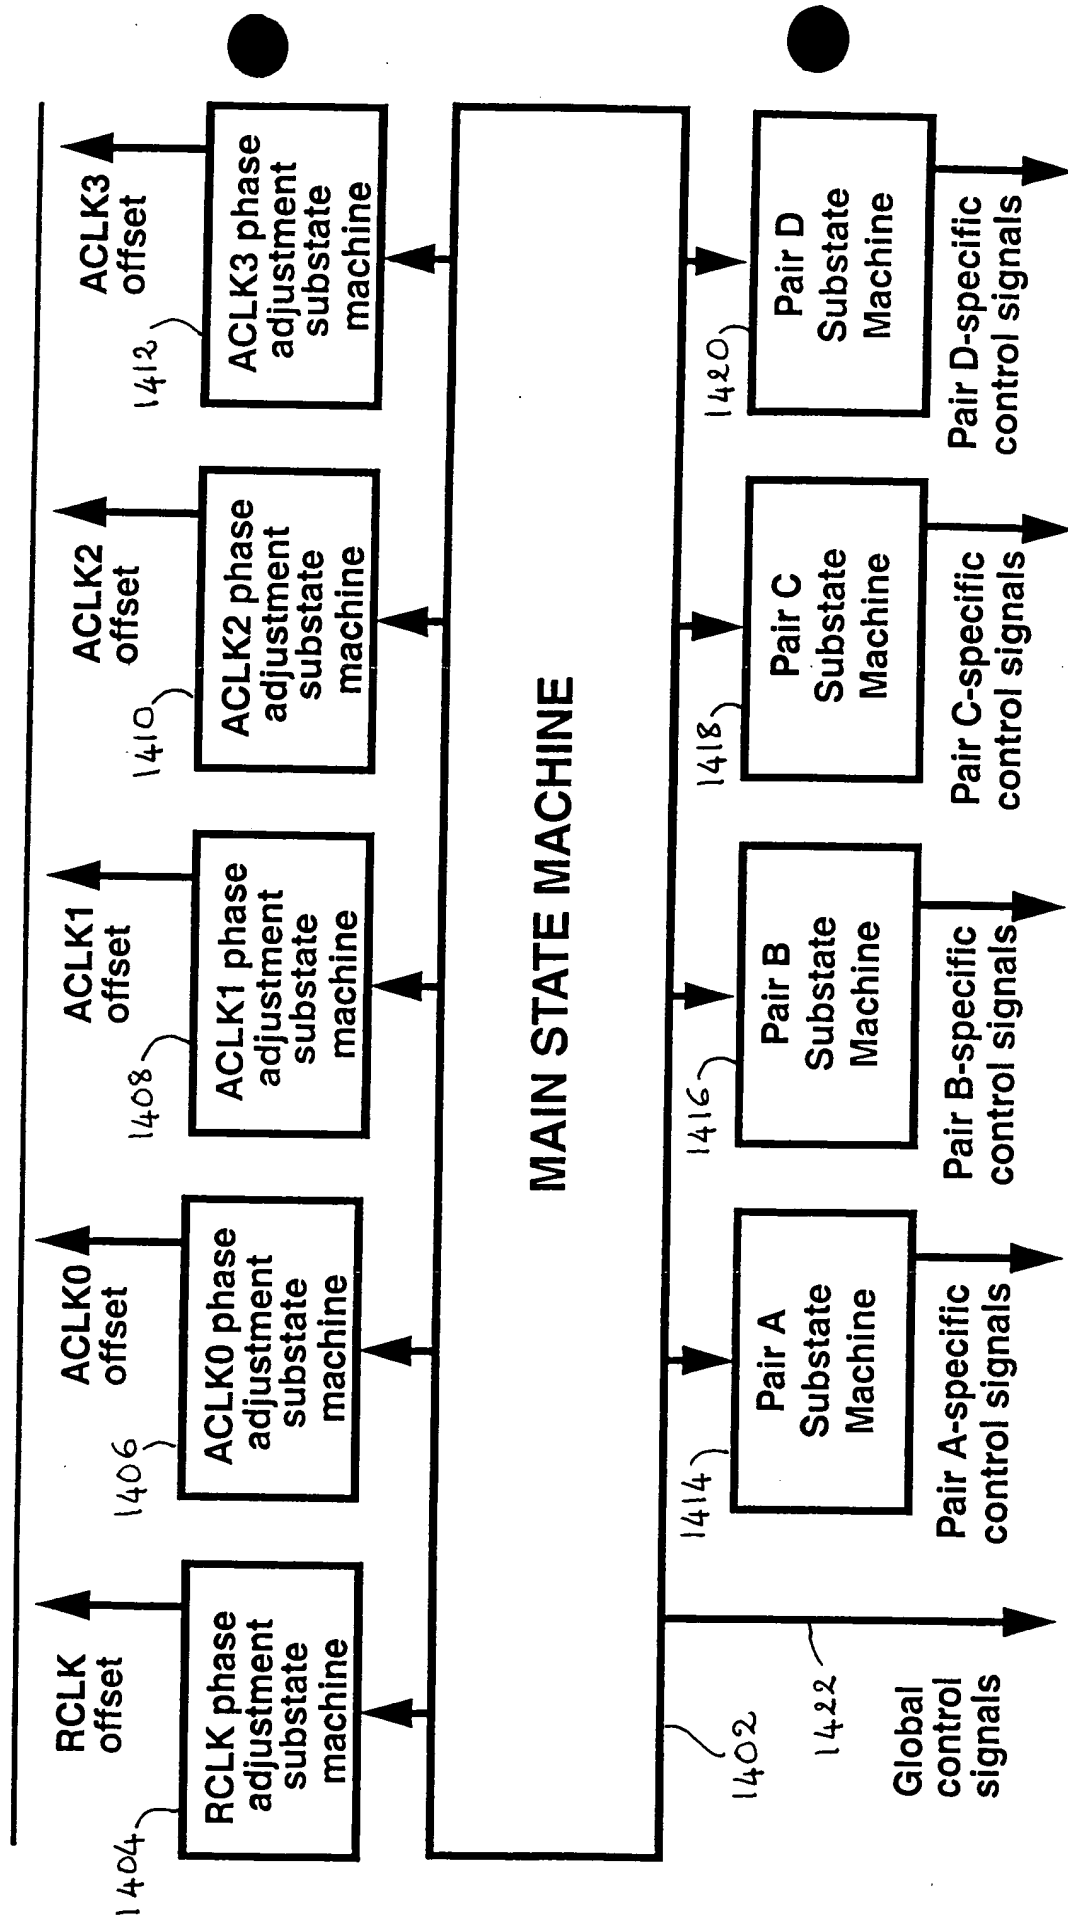 RCLK
offset
ACLK0
offset
ACLK1
offset
ACLK2
offset
ACLK3
offset
1404
RCLK phase
adjustment
substate
machine
1406
ACLK0 phase
adjustment
substate
machine
1408
ACLK1 phase
adjustment
substate
machine
1410
ACLK2 phase
adjustment
substate
machine
1412
ACLK3 phase
adjustment
substate
machine
MAIN STATE MACHINE
1402
1422
Global
control
signals
1414
Pair A
Substate
Machine
Pair A-specific
control signals
1416
Pair B
Substate
Machine
Pair B-specific
control signals
1418
Pair C
Substate
Machine
Pair C-specific
control signals
1420
Pair D
Substate
Machine
Pair D-specific
control signals